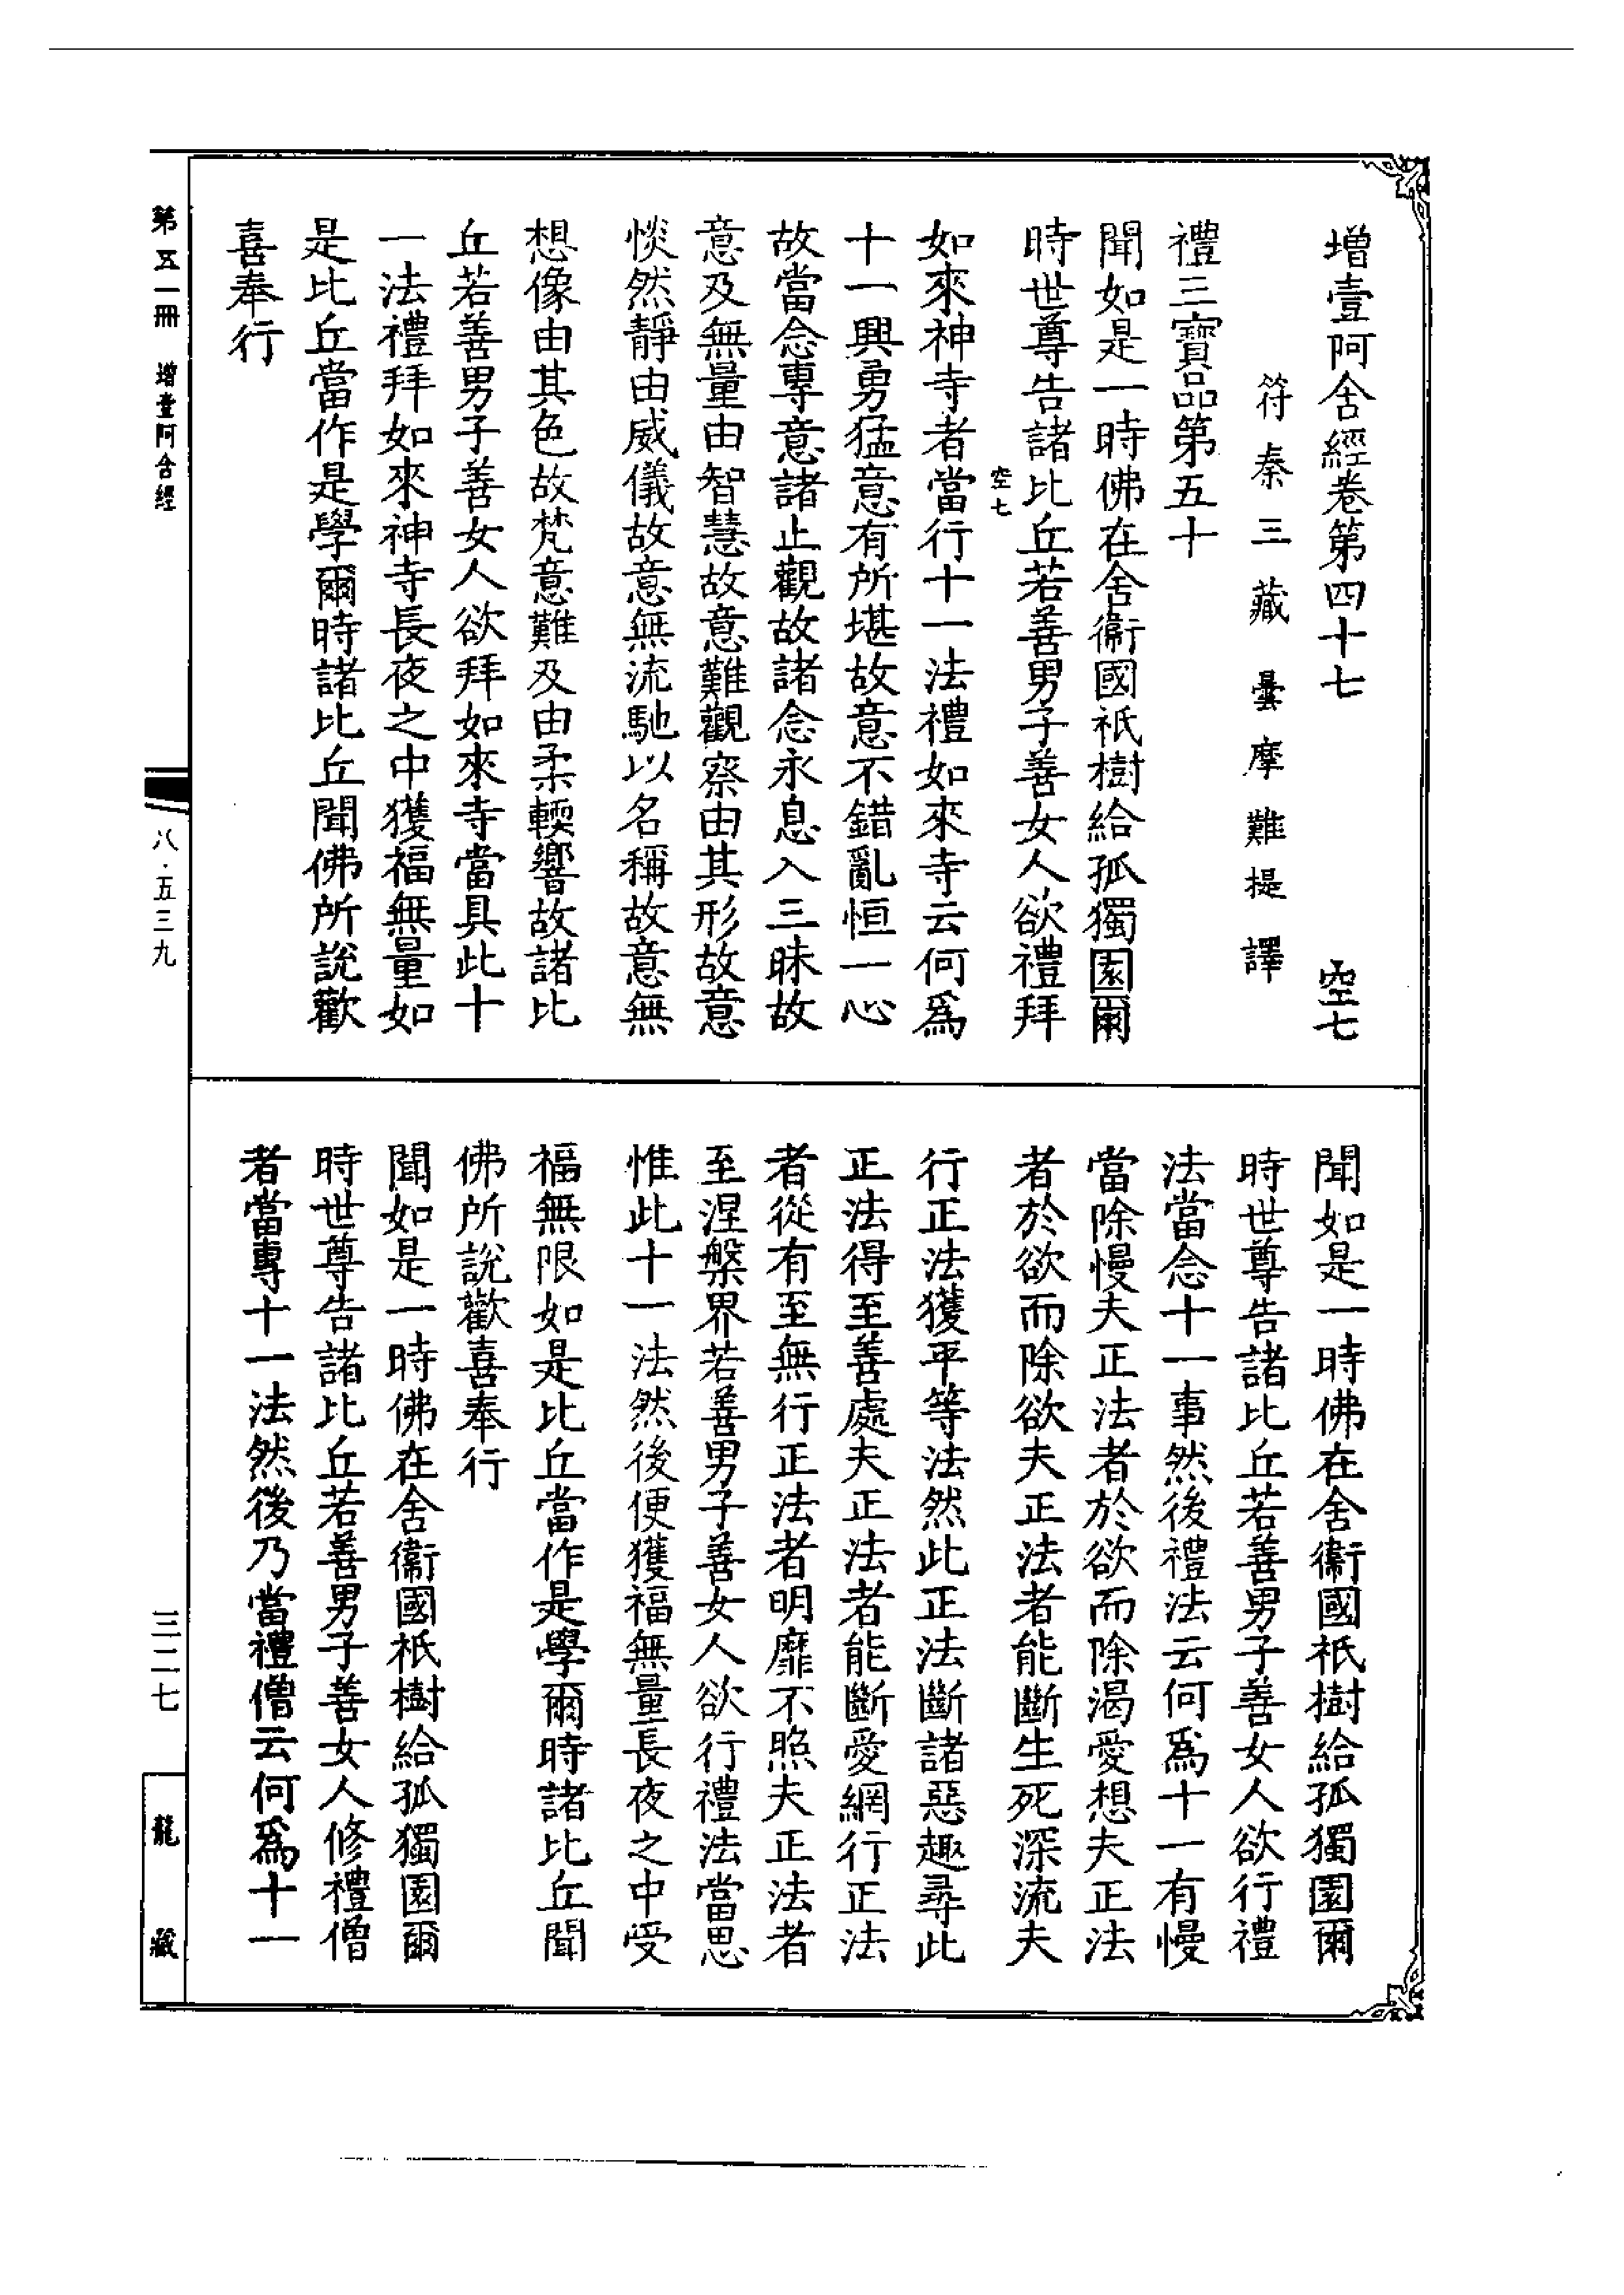 增壹阿含經卷第四十七 空七
符秦三藏曇摩難提譯
禮三寶品第五十
聞如是一時佛在舍衞國祇樹給孤獨園爾
時世尊告諸比丘若善男子善女人欲禮拜
空七
如來神寺者當行十一法禮如來寺云何爲
十一興勇猛意有所堪故意不錯亂恒一心
故當念專意諸止觀故諸念永息入三昧故
意及無量由智慧故意難觀察由其形故意
惔然靜由威儀故意無流馳以名稱故意無
想像由其色故梵意難及由柔輭響故諸比
丘若善男子善女人欲拜如來寺當具此十
一法禮拜如來神寺長夜之中獲福無量如
是比丘當作是學爾時諸比丘聞佛所說歡
喜奉行
聞如是一時佛在舍衞國祇樹給孤獨園爾
時世尊告諸比丘若善男子善女人欲行禮
法當念十一事然後禮法云何爲十一有慢
當除慢夫正法者於欲而除渴愛想夫正法
者於欲而除欲夫正法者能斷生死深流夫
行正法獲平等法然此正法斷諸惡趣尋此
正法得至善處夫正法者能斷愛網行正法
者從有至無行正法者明靡不照夫正法者
至涅槃界若善男子善女人欲行禮法當思
惟此十一法然後便獲福無量長夜之中受
福無限如是比丘當作是學爾時諸比丘聞
佛所說歡喜奉行
聞如是一時佛在舍衞國祇樹給孤獨園爾
時世尊告諸比丘若善男子善女人修禮僧
者當專十一法然後乃當禮僧云何爲十一
第五一冊 增壹阿含經
八·五三九
三二七
龍藏